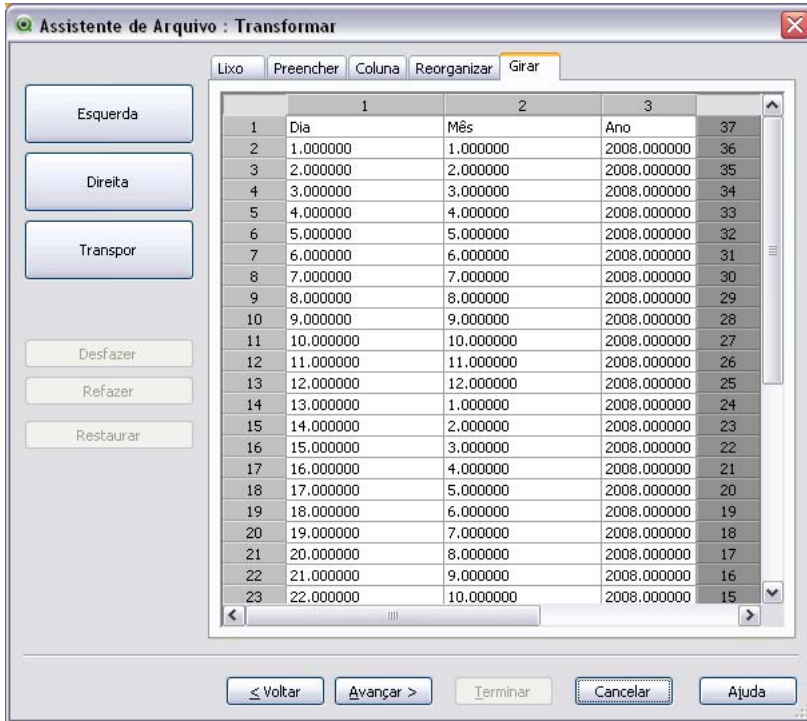 Assistente de Arquivo : Transformar
Lixo Preencher Coluna Reorganizar Girar
Esquerda
Direita
Transpor
Desfazer
Refazer
Restaurar
1 2 3
1 Dia Mês Ano 37
2 1.000000 1.000000 2008.000000 36
3 2.000000 2.000000 2008.000000 35
4 3.000000 3.000000 2008.000000 34
5 4.000000 4.000000 2008.000000 33
6 5.000000 5.000000 2008.000000 32
7 6.000000 6.000000 2008.000000 31
8 7.000000 7.000000 2008.000000 30
9 8.000000 8.000000 2008.000000 29
10 9.000000 9.000000 2008.000000 28
11 10.000000 10.000000 2008.000000 27
12 11.000000 11.000000 2008.000000 26
13 12.000000 12.000000 2008.000000 25
14 13.000000 1.000000 2008.000000 24
15 14.000000 2.000000 2008.000000 23
16 15.000000 3.000000 2008.000000 22
17 16.000000 4.000000 2008.000000 21
18 17.000000 5.000000 2008.000000 20
19 18.000000 6.000000 2008.000000 19
20 19.000000 7.000000 2008.000000 18
21 20.000000 8.000000 2008.000000 17
22 21.000000 9.000000 2008.000000 16
23 22.000000 10.000000 2008.000000 15
< Voltar Avançar > Terminar Cancelar Ajuda